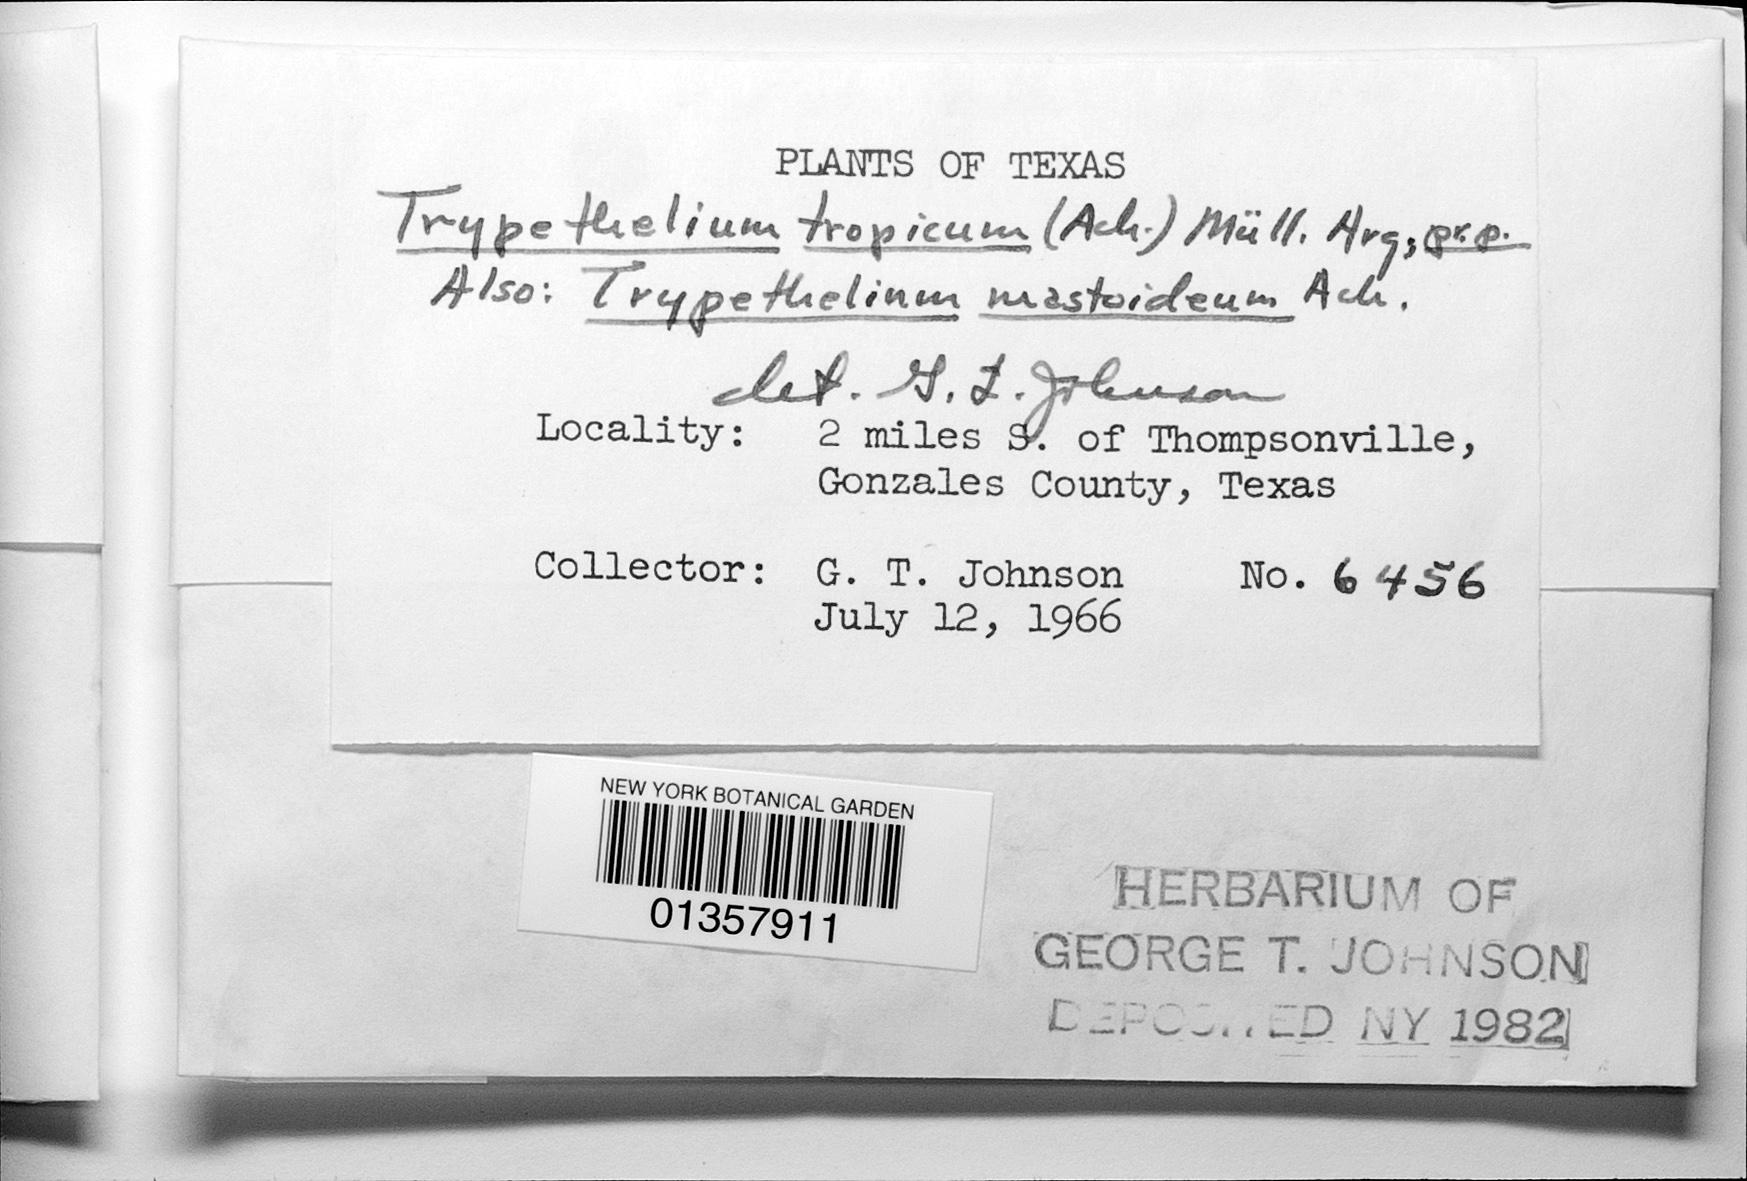 PLANTS OF TEXAS
Trypethelium tropicum (Ach.) Müll. Arg., pr. p.
Also: Trypethelium mastoideum Ach.
det. G. T. Johnson
Locality: 2 miles S. of Thompsonville,
Gonzales County, Texas
Collector: G. T. Johnson No. 6456
July 12, 1966
NEW YORK BOTANICAL GARDEN
01357911
HERBARIUM OF
GEORGE T. JOHNSON
DEPOSITED NY 1982